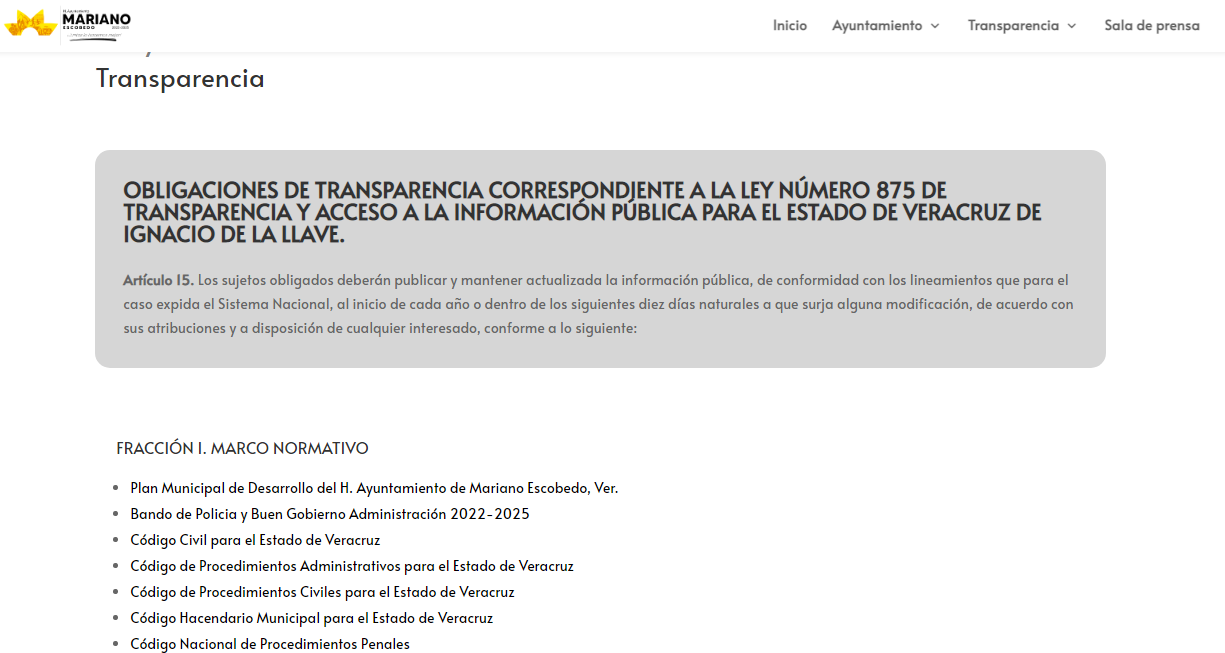 H. Ayuntamiento
MARIANO
ESCOBEDO
Inicio
Ayuntamiento
Transparencia
Sala de prensa
Transparencia
OBLIGACIONES DE TRANSPARENCIA CORRESPONDIENTE A LA LEY NÚMERO 875 DE
TRANSPARENCIA Y ACCESO A LA INFORMACIÓN PÚBLICA PARA EL ESTADO DE VERACRUZ DE
IGNACIO DE LA LLAVE.
Artículo 15. Los sujetos obligados deberán publicar y mantener actualizada la información pública, de conformidad con los lineamientos que para el
caso expida el Sistema Nacional, al inicio de cada año o dentro de los siguientes diez días naturales a que surja alguna modificación, de acuerdo con
sus atribuciones y a disposición de cualquier interesado, conforme a lo siguiente:
FRACCIÓN I. MARCO NORMATIVO
Plan Municipal de Desarrollo del H. Ayuntamiento de Mariano Escobedo, Ver.
Bando de Policia y Buen Gobierno Administración 2022-2025
Código Civil para el Estado de Veracruz
Código de Procedimientos Administrativos para el Estado de Veracruz
Código de Procedimientos Civiles para el Estado de Veracruz
Código Hacendario Municipal para el Estado de Veracruz
Código Nacional de Procedimientos Penales